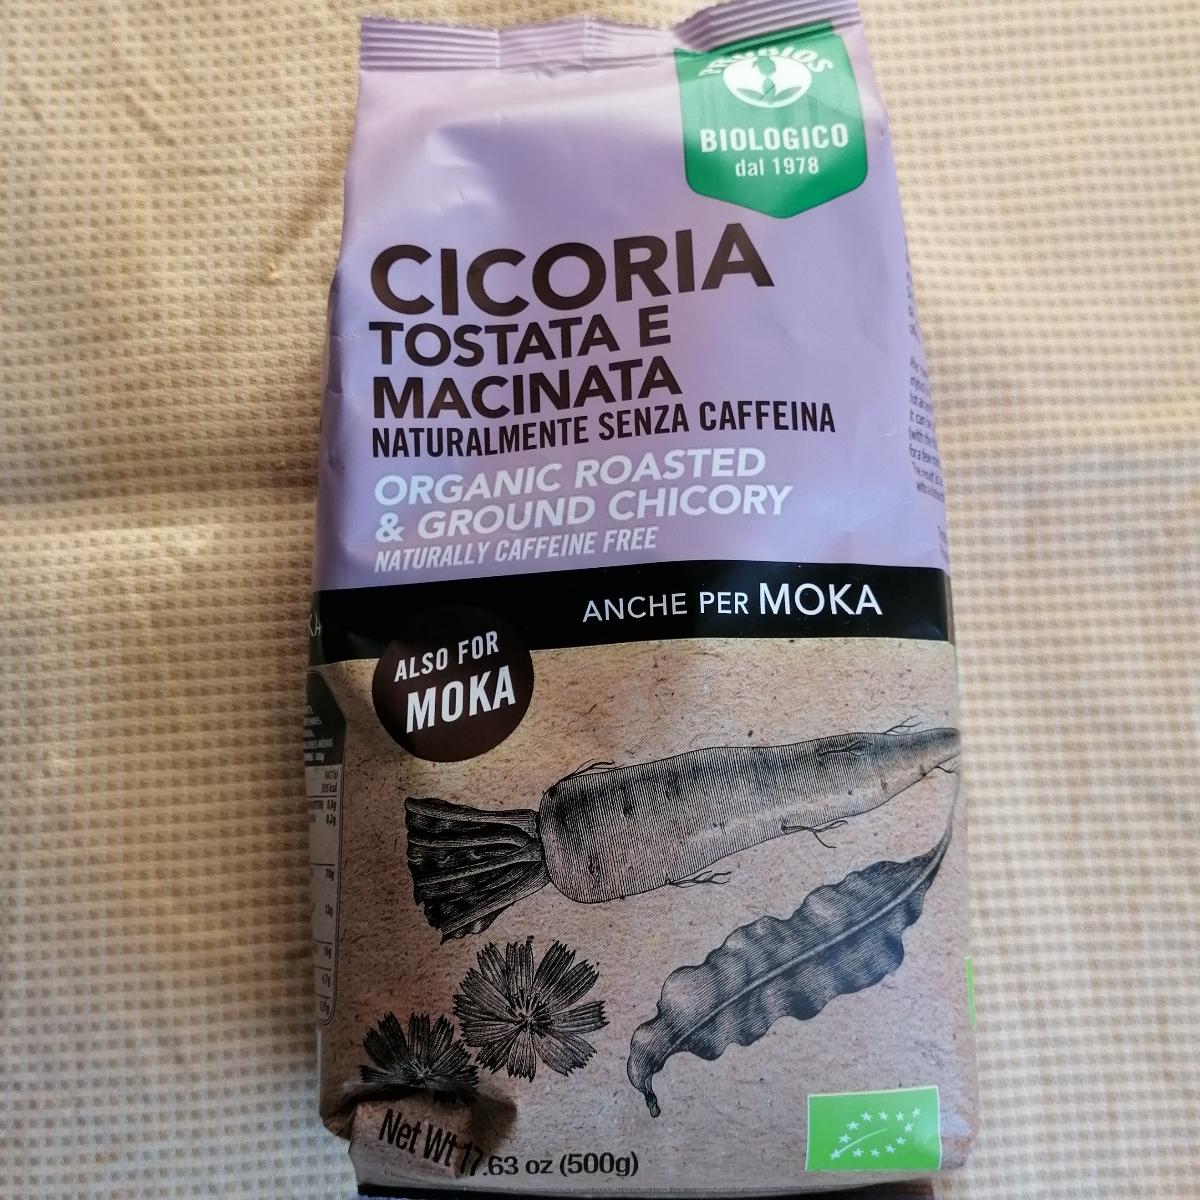 PROBIOS
BIOLOGICO
dal 1978
CICORIA
TOSTATA E
MACINATA
NATURALMENTE SENZA CAFFEINA
ORGANIC ROASTED
& GROUND CHICORY
NATURALLY CAFFEINE FREE
ANCHE PER MOKA
ALSO FOR
MOKA
Net Wt 17.63 oz (500g)